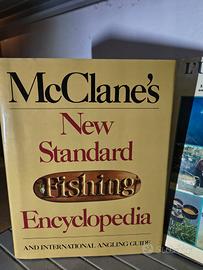 McClane's
New
Standard
Fishing
Encyclopedia
AND INTERNATIONAL ANGLING GUIDE
L'U